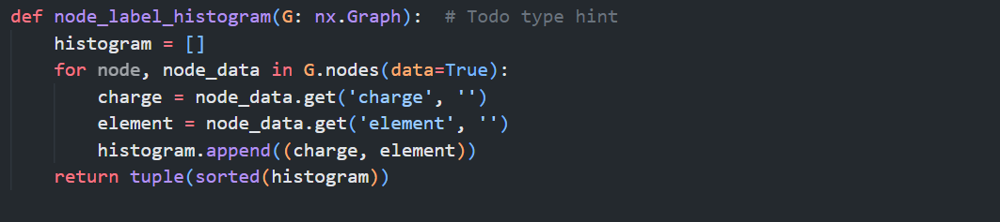 def node_label_histogram(G: nx.Graph):  # Todo type hint
    histogram = []
    for node, node_data in G.nodes(data=True):
        charge = node_data.get('charge', '')
        element = node_data.get('element', '')
        histogram.append((charge, element))
    return tuple(sorted(histogram))